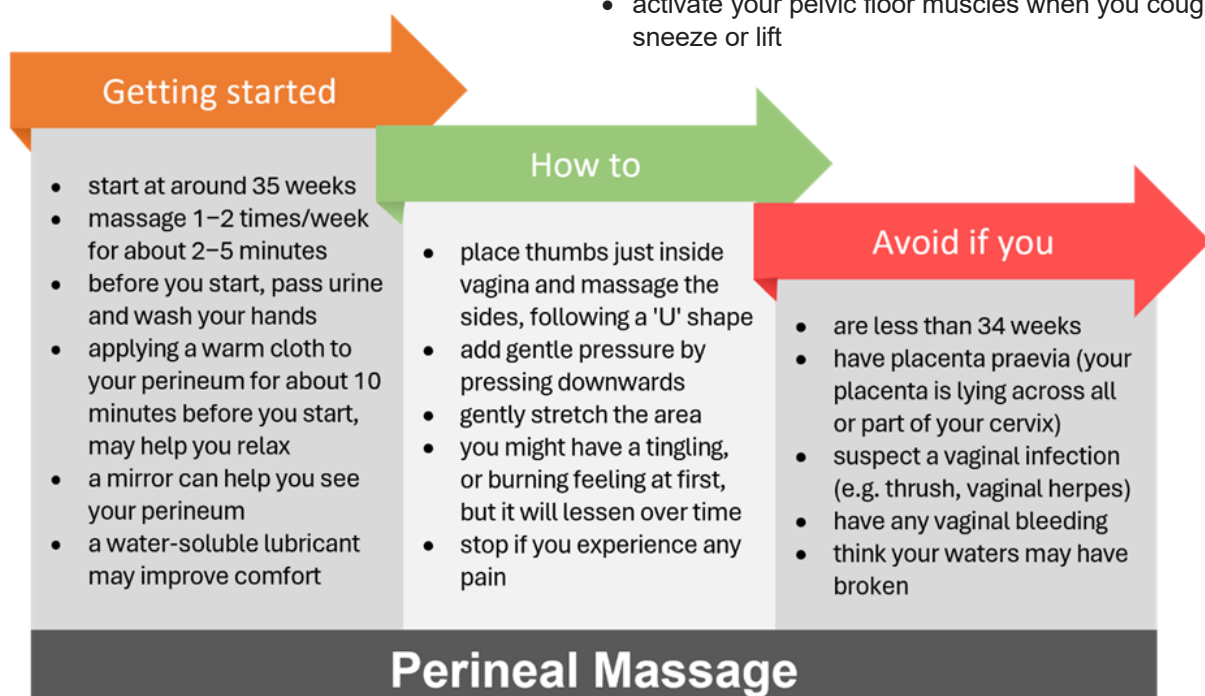 • activate your pelvic floor muscles when you coug
sneeze or lift
Getting started
• start at around 35 weeks
• massage 1–2 times/week
for about 2–5 minutes
• before you start, pass urine
and wash your hands
• applying a warm cloth to
your perineum for about 10
minutes before you start,
may help you relax
• a mirror can help you see
your perineum
• a water-soluble lubricant
may improve comfort
How to
• place thumbs just inside
vagina and massage the
sides, following a 'U' shape
• add gentle pressure by
pressing downwards
• gently stretch the area
• you might have a tingling,
or burning feeling at first,
but it will lessen over time
• stop if you experience any
pain
Avoid if you
• are less than 34 weeks
• have placenta praevia (your
placenta is lying across all
or part of your cervix)
• suspect a vaginal infection
(e.g. thrush, vaginal herpes)
• have any vaginal bleeding
• think your waters may have
broken
Perineal Massage